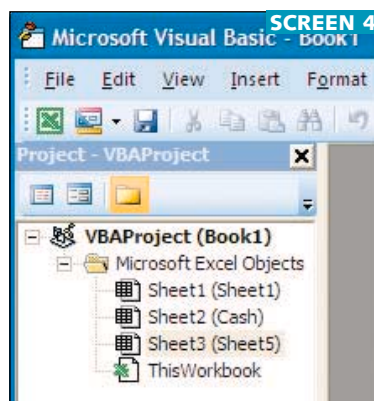 SCREEN 4
Microsoft Visual Basic - Book1
File Edit View Insert Format
Project - VBAProject
VBAProject (Book1)
Microsoft Excel Objects
Sheet1 (Sheet1)
Sheet2 (Cash)
Sheet3 (Sheet5)
ThisWorkbook